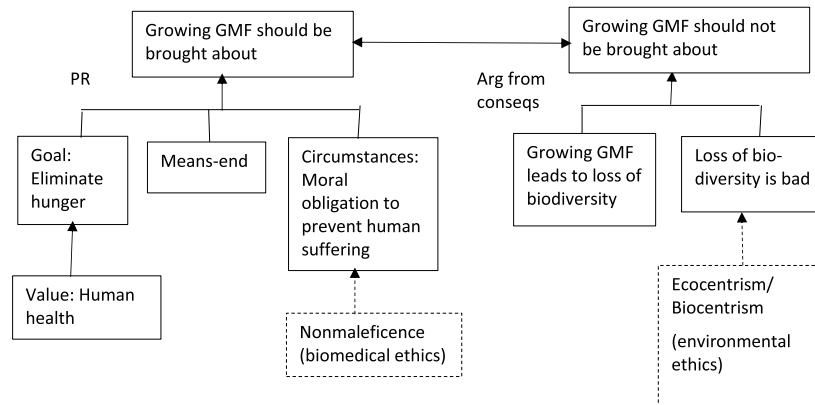 Growing GMF should be
brought about
Growing GMF should not
be brought about
PR
Arg from
conseqs
Goal:
Eliminate
hunger
Means-end
Circumstances:
Moral
obligation to
prevent human
suffering
Growing GMF
leads to loss of
biodiversity
Loss of bio-
diversity is bad
Value: Human
health
Nonmaleficence
(biomedical ethics)
Ecocentrism/
Biocentrism
(environmental
ethics)